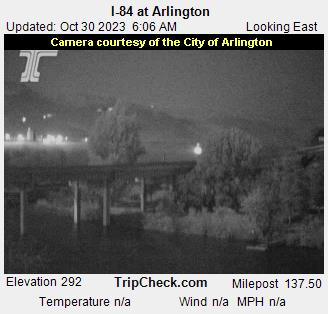 I-84 at Arlington
Updated: Oct 30 2023 6:06 AM Looking East
Camera courtesy of the City of Arlington
Elevation 292 TripCheck.com Milepost 137.50
Temperature n/a Wind n/a MPH n/a